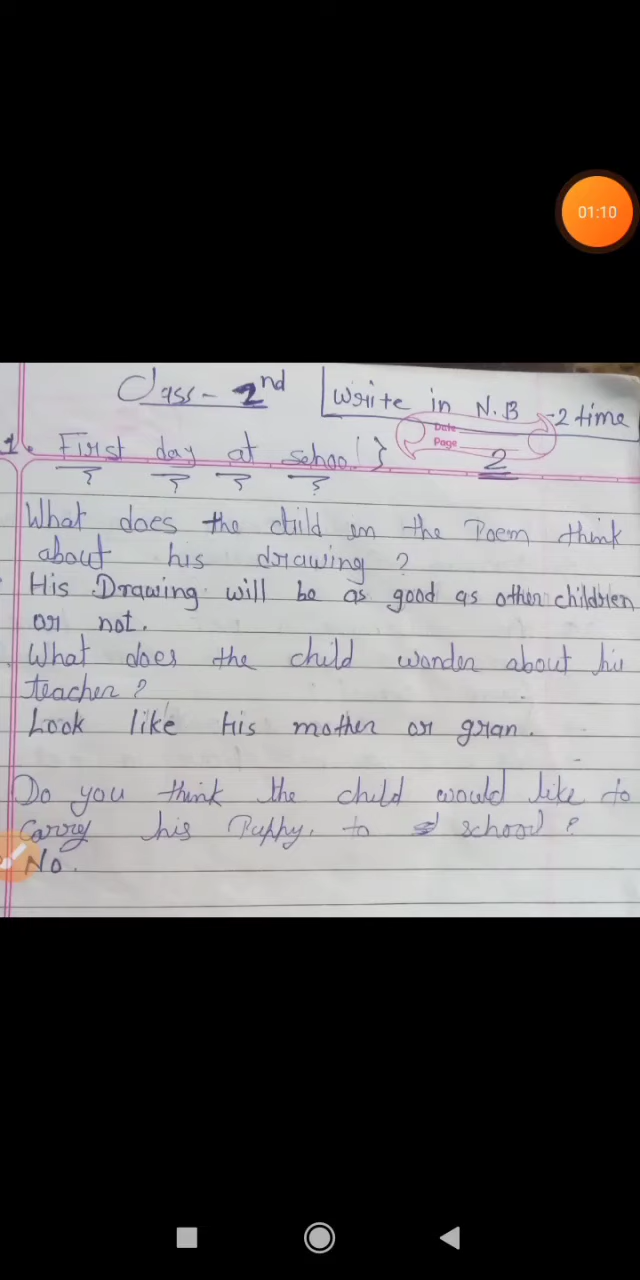 01:10
Class - 2nd
Write in N.B - 2 time
Date
Page 2
1. First day at school }
What does the child in the Poem think
about his drawing ?
His Drawing will be as good as other children
or not.
What does the child wonder about his
teacher ?
Look like His mother or gran.
Do you think the child would like to
carry his Puppy. to school ?
No.